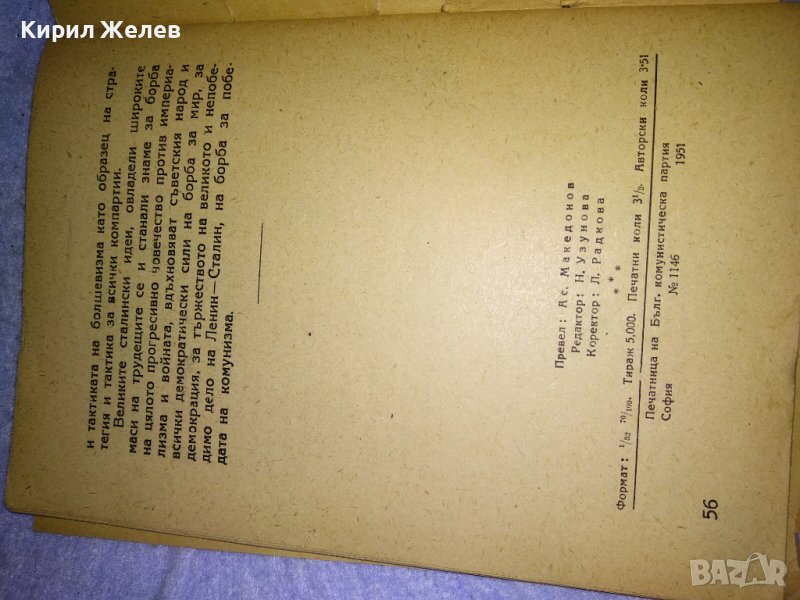 Кирил Желев
и тактиката на болшевизма като образец на стра-
тегия и тактика за всички компартии.
Великите сталински идеи, овладели широките
маси на трудещите се и станали знаме за борба
на цялото прогресивно човечество против империа-
лизма и войната, вдъхновяват съветския народ и
всички демократически сили на борба за мир, за
демокрация, за тържеството на великото и непобе-
димо дело на Ленин—Сталин, на борба за побе-
дата на комунизма.
Превел: Ас. Македонов
Редактор: Н. Узунова
Коректор: Л. Радкова
* * *
Формат: 1/32 70/100. Тираж 5,000. Печатни коли 3½. Авторски коли 3·51
Печатница на Бълг. комунистическа партия
София № 1146 1951
56
BAZAR
bg